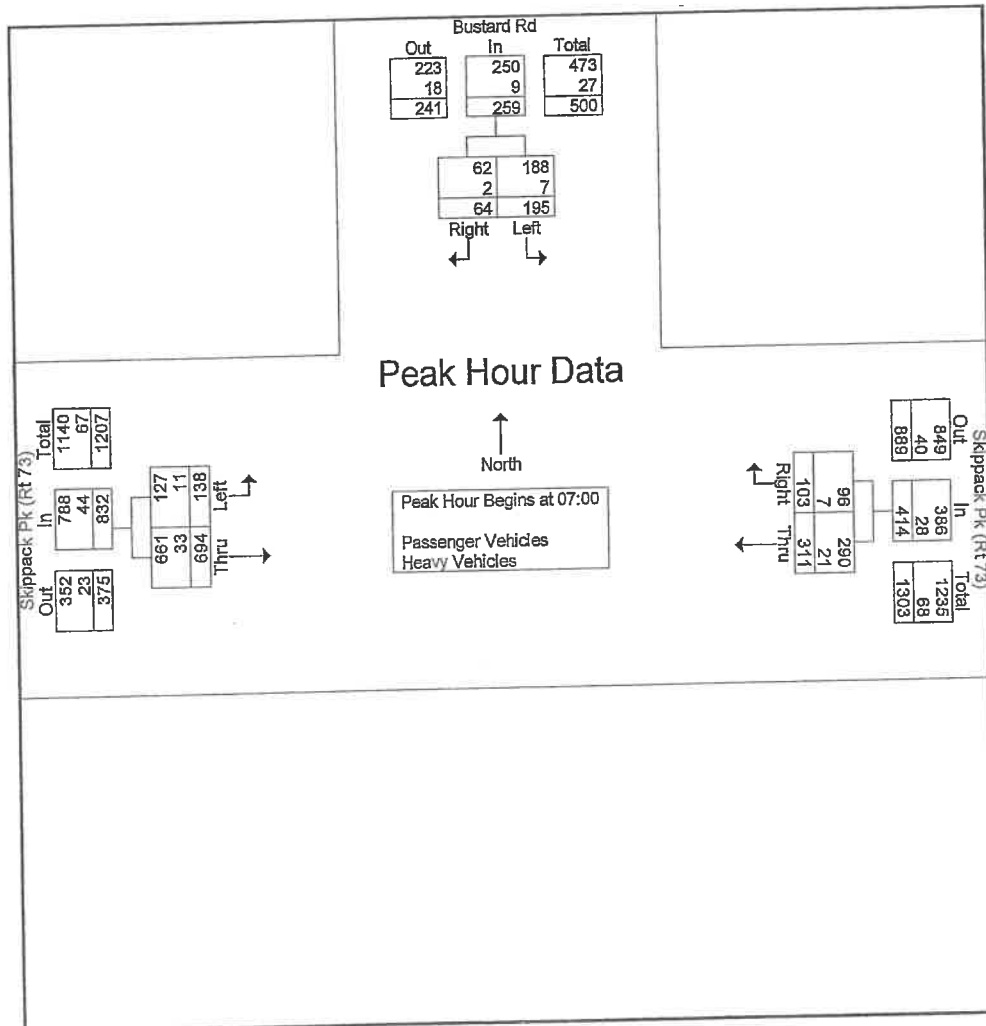 Bustard Rd
Out In Total
223 250 473
18 9 27
241 259 500
62 188
2 7
64 195
Right Left
Peak Hour Data
North
Peak Hour Begins at 07:00
Passenger Vehicles
Heavy Vehicles
Skippack Pk (Rt 73)
Out In Total
352 788 1140
23 44 67
375 832 1207
661 127
33 11
694 138
Thru Left
Skippack Pk (Rt 73)
Out In Total
849 386 1235
40 28 68
889 414 1303
96 290
7 21
103 311
Right Thru